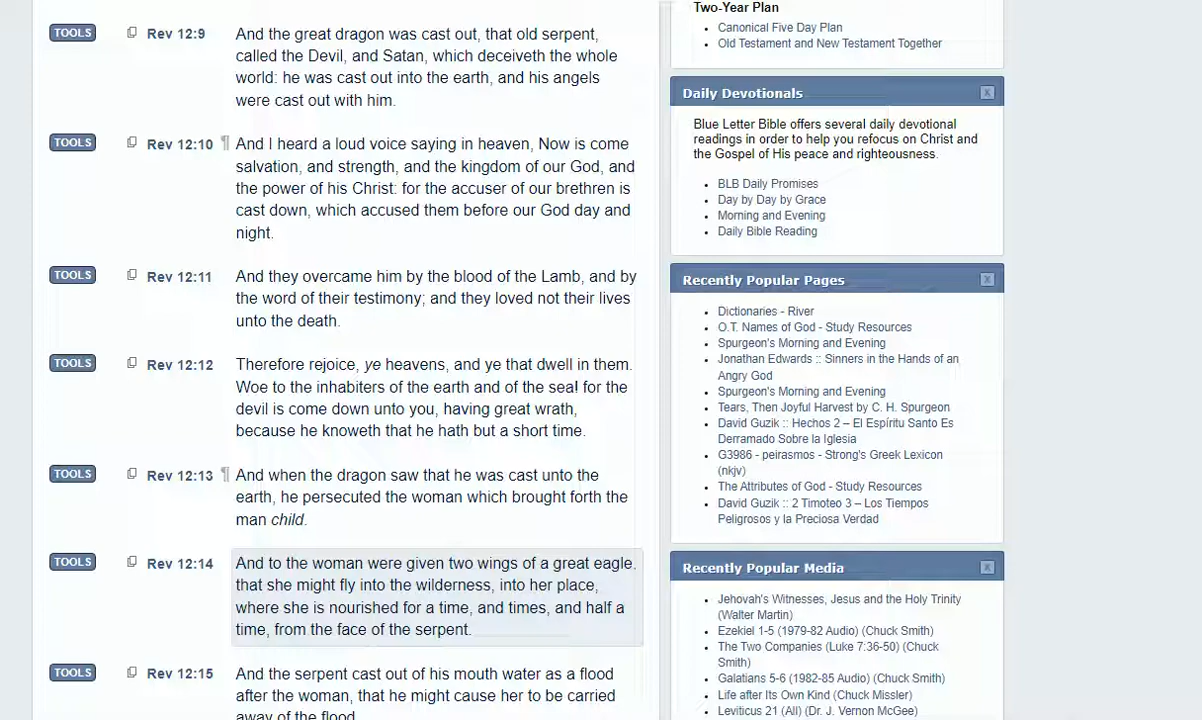 TOOLS Rev 12:9 And the great dragon was cast out, that old serpent,
called the Devil, and Satan, which deceiveth the whole
world: he was cast out into the earth, and his angels
were cast out with him.
TOOLS Rev 12:10 ¶ And I heard a loud voice saying in heaven, Now is come
salvation, and strength, and the kingdom of our God, and
the power of his Christ: for the accuser of our brethren is
cast down, which accused them before our God day and
night.
TOOLS Rev 12:11 And they overcame him by the blood of the Lamb, and by
the word of their testimony; and they loved not their lives
unto the death.
TOOLS Rev 12:12 Therefore rejoice, ye heavens, and ye that dwell in them.
Woe to the inhabiters of the earth and of the sea! for the
devil is come down unto you, having great wrath,
because he knoweth that he hath but a short time.
TOOLS Rev 12:13 ¶ And when the dragon saw that he was cast unto the
earth, he persecuted the woman which brought forth the
man child.
TOOLS Rev 12:14 And to the woman were given two wings of a great eagle.
that she might fly into the wilderness, into her place,
where she is nourished for a time, and times, and half a
time, from the face of the serpent.
TOOLS Rev 12:15 And the serpent cast out of his mouth water as a flood
after the woman, that he might cause her to be carried
away of the flood
Two-Year Plan
Canonical Five Day Plan
Old Testament and New Testament Together
Daily Devotionals x
Blue Letter Bible offers several daily devotional
readings in order to help you refocus on Christ and
the Gospel of His peace and righteousness.
BLB Daily Promises
Day by Day by Grace
Morning and Evening
Daily Bible Reading
Recently Popular Pages x
Dictionaries - River
O.T. Names of God - Study Resources
Spurgeon's Morning and Evening
Jonathan Edwards :: Sinners in the Hands of an
Angry God
Spurgeon's Morning and Evening
Tears, Then Joyful Harvest by C. H. Spurgeon
David Guzik :: Hechos 2 – El Espíritu Santo Es
Derramado Sobre la Iglesia
G3986 - peirasmos - Strong's Greek Lexicon
(nkjv)
The Attributes of God - Study Resources
David Guzik :: 2 Timoteo 3 – Los Tiempos
Peligrosos y la Preciosa Verdad
Recently Popular Media x
Jehovah's Witnesses, Jesus and the Holy Trinity
(Walter Martin)
Ezekiel 1-5 (1979-82 Audio) (Chuck Smith)
The Two Companies (Luke 7:36-50) (Chuck
Smith)
Galatians 5-6 (1982-85 Audio) (Chuck Smith)
Life after Its Own Kind (Chuck Missler)
Leviticus 21 (All) (Dr. J. Vernon McGee)